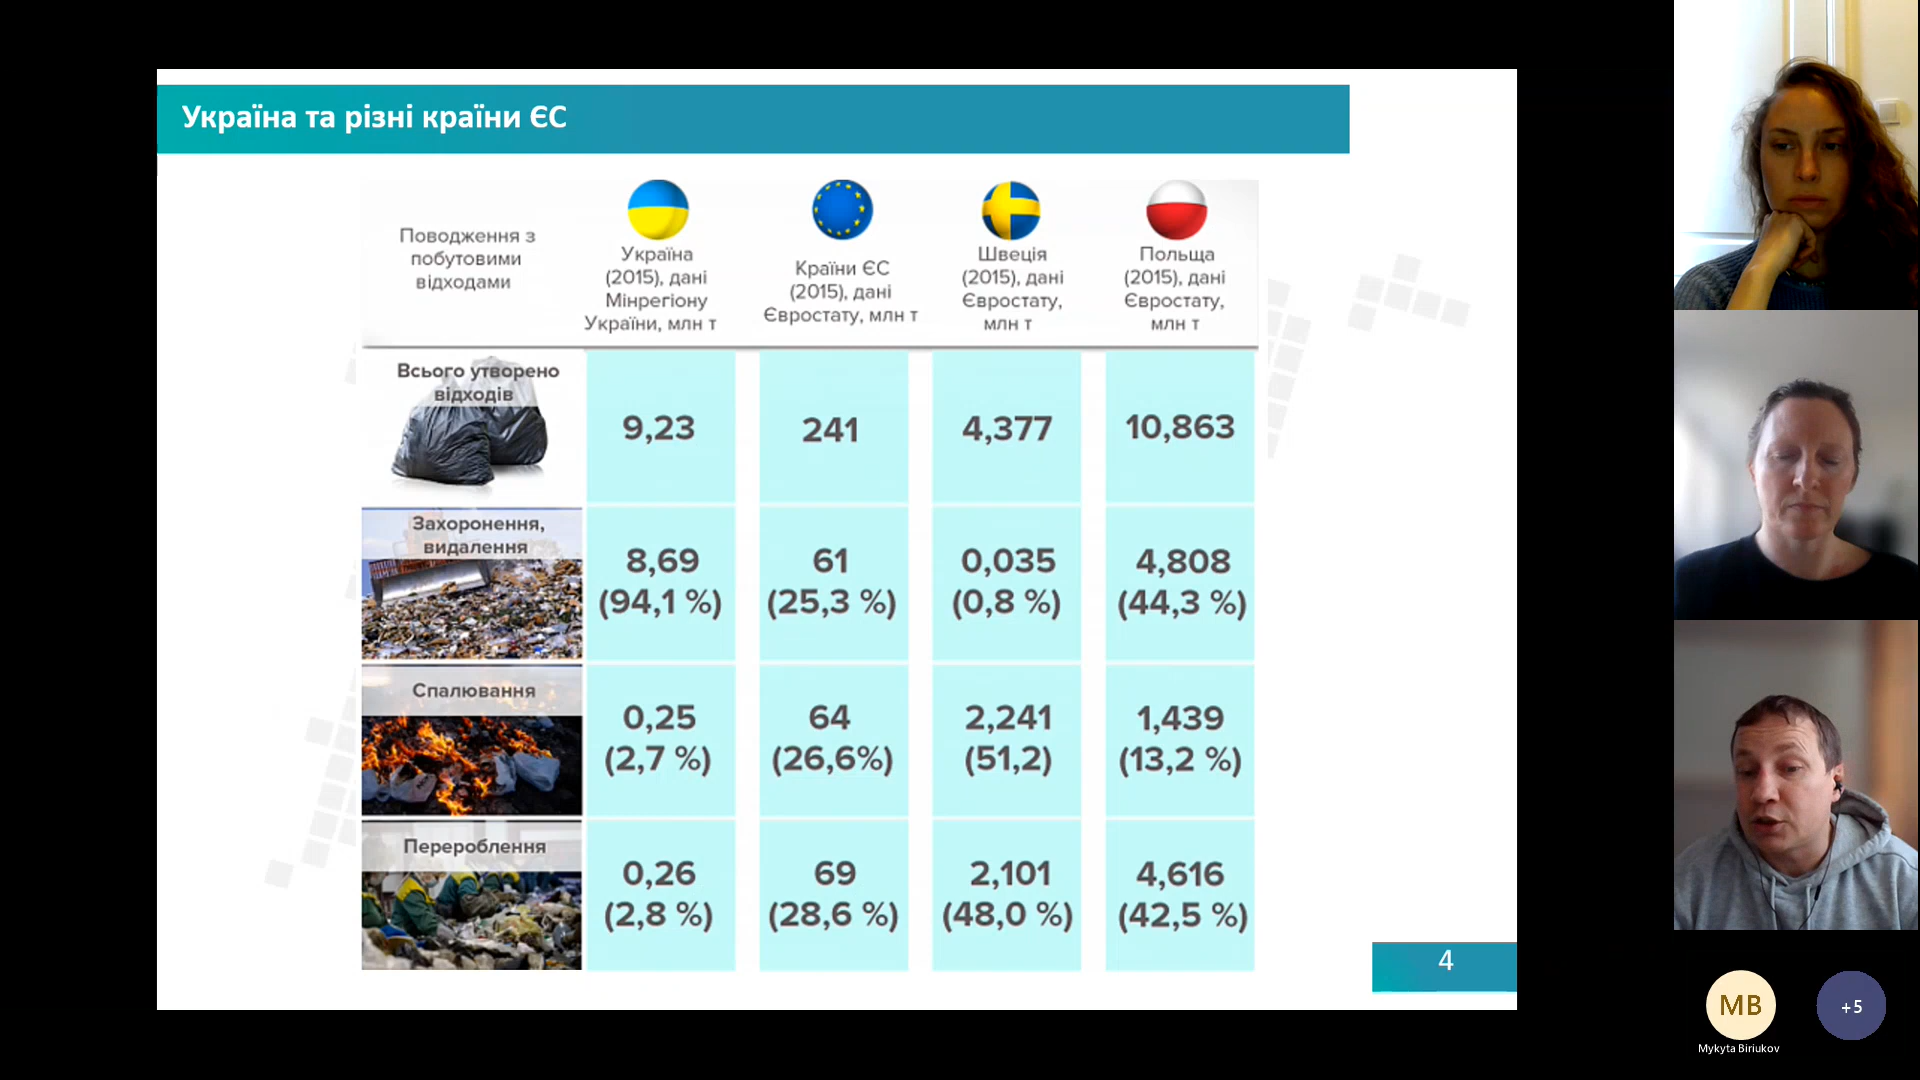 Україна та різні країни ЄС
Поводження з
побутовими
відходами
Україна
(2015), дані
Мінрегіону
України, млн т
Країни ЄС
(2015), дані
Євростату, млн т
Швеція
(2015), дані
Євростату,
млн т
Польща
(2015), дані
Євростату,
млн т
Всього утворено
відходів
9,23
241
4,377
10,863
Захоронення,
видалення
8,69
(94,1 %)
61
(25,3 %)
0,035
(0,8 %)
4,808
(44,3 %)
Спалювання
0,25
(2,7 %)
64
(26,6%)
2,241
(51,2)
1,439
(13,2 %)
Перероблення
0,26
(2,8 %)
69
(28,6 %)
2,101
(48,0 %)
4,616
(42,5 %)
4
MB
Mykyta Biriukov
+5